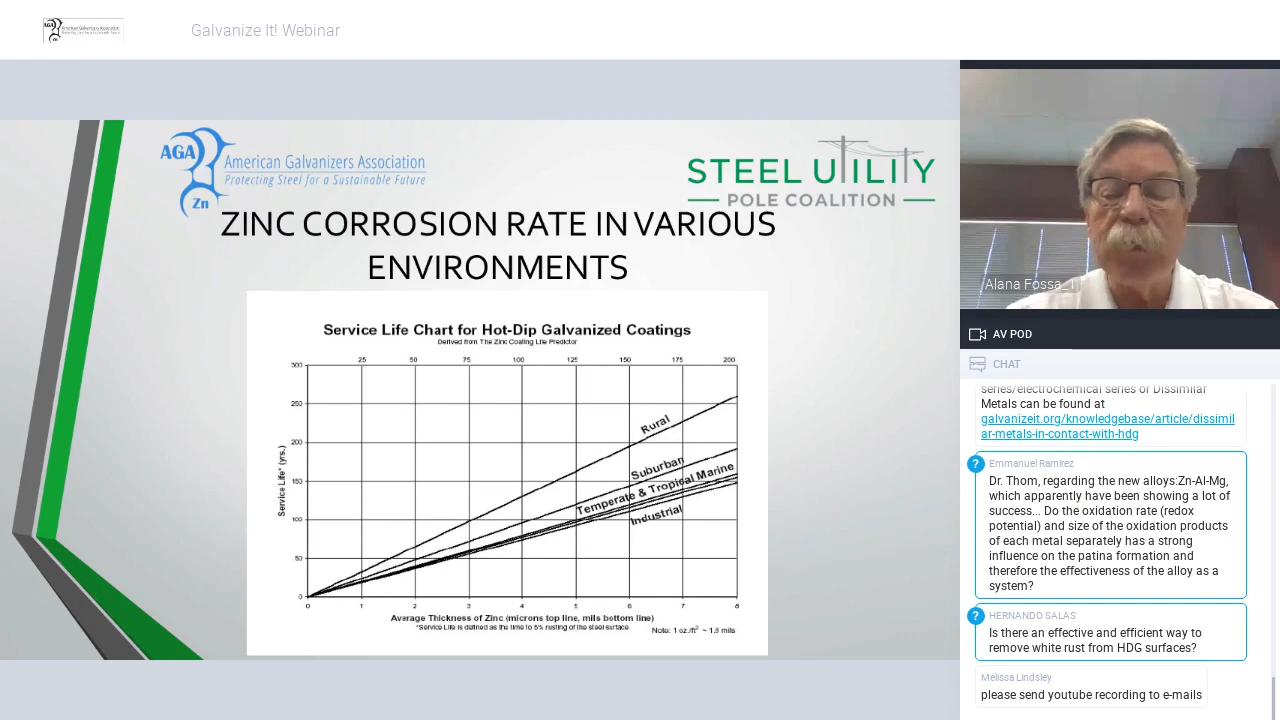 Galvanize It! Webinar
AGA
Zn
American Galvanizers Association
Protecting Steel for a Sustainable Future
STEEL UTILITY
POLE COALITION
ZINC CORROSION RATE IN VARIOUS
ENVIRONMENTS
Service Life Chart for Hot-Dip Galvanized Coatings
Derived from The Zinc Coating Life Predictor
25 50 75 100 125 150 175 200
300
250
200
150
100
50
0
Service Life* (yrs.)
Rural
Suburban
Temperate & Tropical Marine
Industrial
0 1 2 3 4 5 6 7 8
Average Thickness of Zinc (microns top line, mils bottom line)
*Service Life is defined as the time to 5% rusting of the steel surface
Note: 1 oz./ft² ~ 1.8 mils
Alana Fossa_1
AV POD
CHAT
series/electrochemical series or Dissimilar
Metals can be found at
galvanizeit.org/knowledgebase/article/dissimil
ar-metals-in-contact-with-hdg
?
Emmanuel Ramirez
Dr. Thom, regarding the new alloys:Zn-Al-Mg,
which apparently have been showing a lot of
success... Do the oxidation rate (redox
potential) and size of the oxidation products
of each metal separately has a strong
influence on the patina formation and
therefore the effectiveness of the alloy as a
system?
?
HERNANDO SALAS
Is there an effective and efficient way to
remove white rust from HDG surfaces?
Melissa Lindsley
please send youtube recording to e-mails